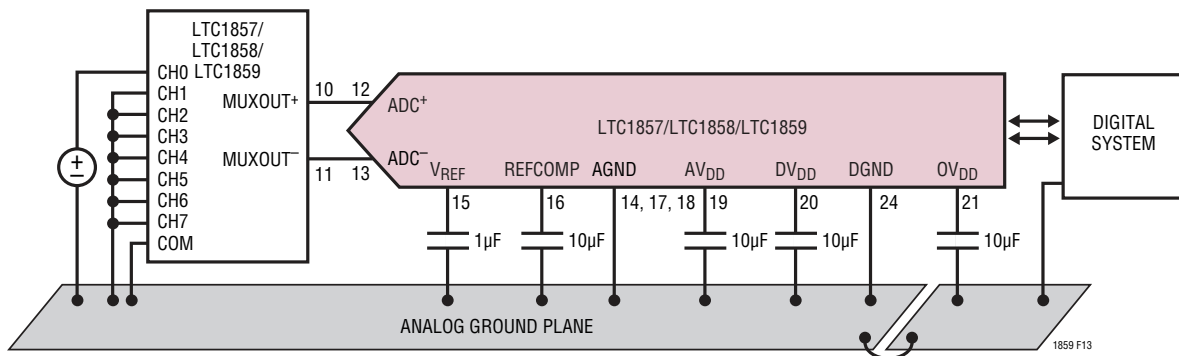 LTC1857/
LTC1858/
LTC1859
CH0
CH1
CH2
CH3
CH4
CH5
CH6
CH7
COM
MUXOUT+
MUXOUT–
10
12
11
13
ADC+
ADC–
LTC1857/LTC1858/LTC1859
VREF
REFCOMP
AGND
AVDD
DVDD
DGND
OVDD
15
16
14, 17, 18
19
20
24
21
1µF
10µF
10µF
10µF
10µF
DIGITAL
SYSTEM
ANALOG GROUND PLANE
1859 F13